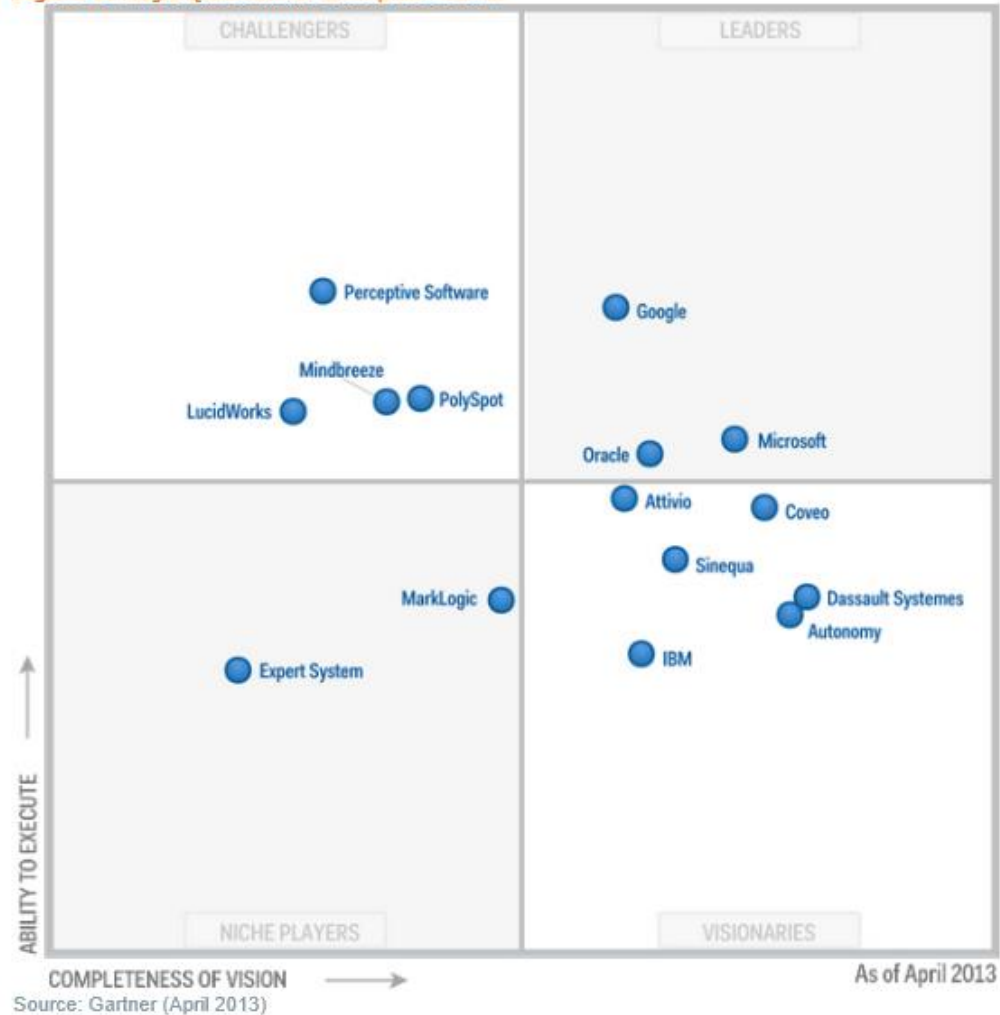 CHALLENGERS
LEADERS
Perceptive Software
Google
Mindbreeze
PolySpot
LucidWorks
Microsoft
Oracle
Attivio
Coveo
Sinequa
MarkLogic
Dassault Systemes
Autonomy
IBM
Expert System
ABILITY TO EXECUTE
NICHE PLAYERS
VISIONARIES
COMPLETENESS OF VISION
As of April 2013
Source: Gartner (April 2013)